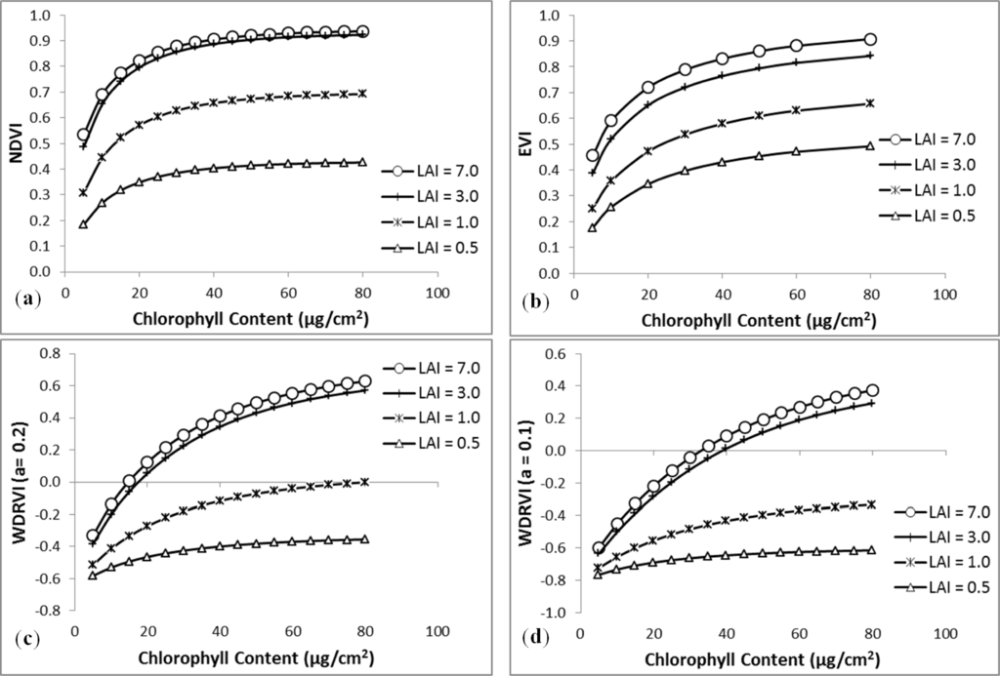 1.0
0.9
0.8
0.7
0.6
0.5
0.4
0.3
0.2
0.1
0.0
NDVI
LAI = 7.0
LAI = 3.0
LAI = 1.0
LAI = 0.5
0 20 40 60 80 100
(a)
Chlorophyll Content (µg/cm²)
1.0
0.9
0.8
0.7
0.6
0.5
0.4
0.3
0.2
0.1
0.0
EVI
LAI = 7.0
LAI = 3.0
LAI = 1.0
LAI = 0.5
0 20 40 60 80 100
(b)
Chlorophyll Content (µg/cm²)
0.8
0.6
0.4
0.2
0.0
-0.2
-0.4
-0.6
-0.8
WDRVI (a= 0.2)
LAI = 7.0
LAI = 3.0
LAI = 1.0
LAI = 0.5
0 20 40 60 80 100
(c)
Chlorophyll Content (µg/cm²)
0.6
0.4
0.2
0.0
-0.2
-0.4
-0.6
-0.8
-1.0
WDRVI (a = 0.1)
LAI = 7.0
LAI = 3.0
LAI = 1.0
LAI = 0.5
0 20 40 60 80 100
(d)
Chlorophyll Content (µg/cm²)